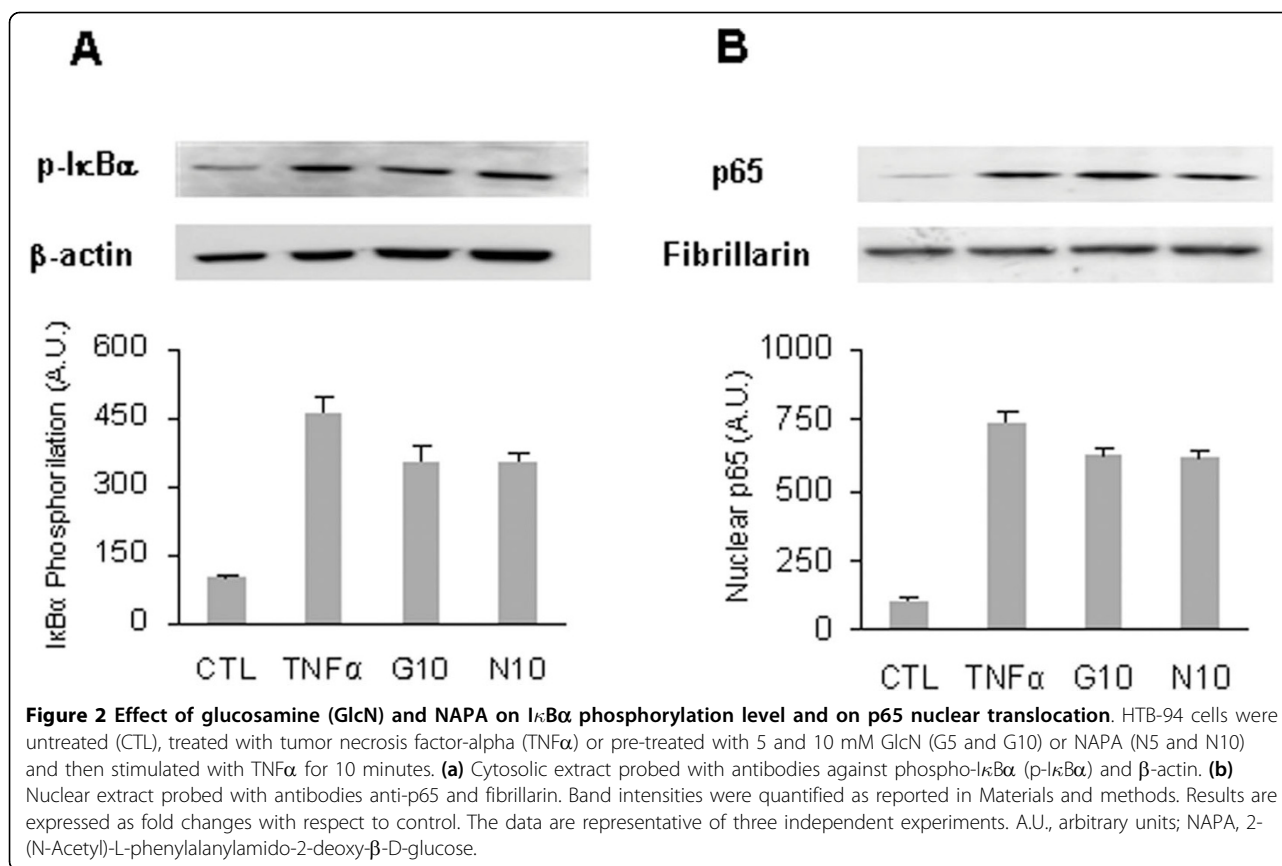 A
B
p-IκBα
β-actin
p65
Fibrillarin
IκBα Phosphorilation (A.U.)
600
450
300
150
0
CTL TNFα G10 N10
Nuclear p65 (A.U.)
1000
750
500
250
0
CTL TNFα G10 N10
Figure 2 Effect of glucosamine (GlcN) and NAPA on IκBα phosphorylation level and on p65 nuclear translocation. HTB-94 cells were
untreated (CTL), treated with tumor necrosis factor-alpha (TNFα) or pre-treated with 5 and 10 mM GlcN (G5 and G10) or NAPA (N5 and N10)
and then stimulated with TNFα for 10 minutes. (a) Cytosolic extract probed with antibodies against phospho-IκBα (p-IκBα) and β-actin. (b)
Nuclear extract probed with antibodies anti-p65 and fibrillarin. Band intensities were quantified as reported in Materials and methods. Results are
expressed as fold changes with respect to control. The data are representative of three independent experiments. A.U., arbitrary units; NAPA, 2-
(N-Acetyl)-L-phenylalanylamido-2-deoxy-β-D-glucose.